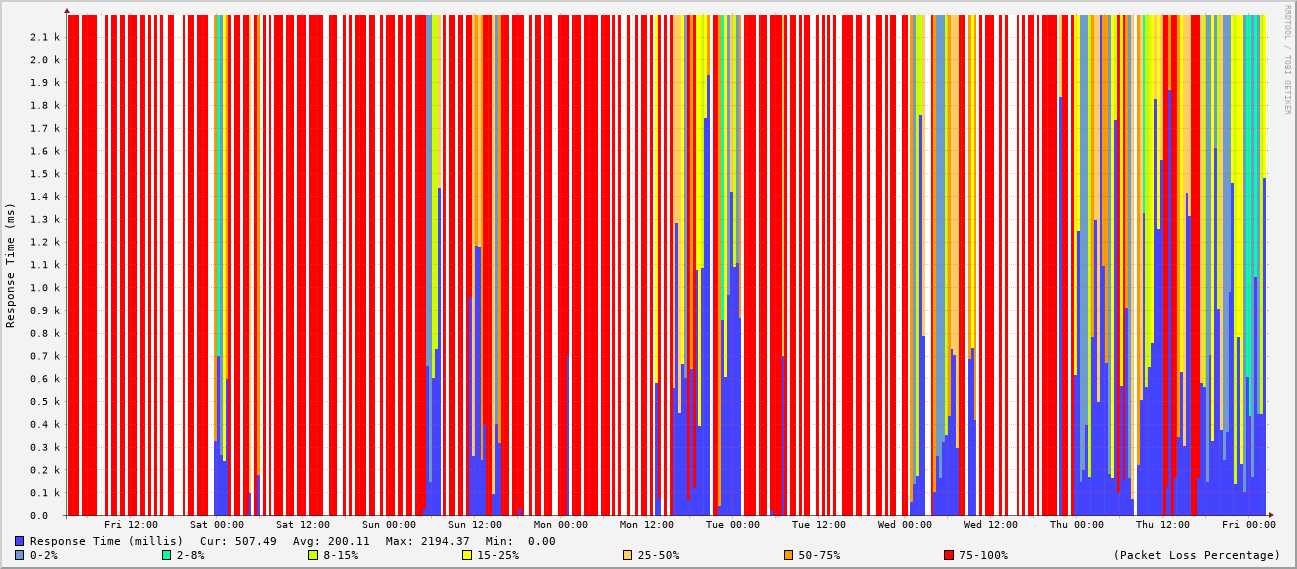 RRDTOOL / TOBI OETIKER
Response Time (ms)
2.1 k
2.0 k
1.9 k
1.8 k
1.7 k
1.6 k
1.5 k
1.4 k
1.3 k
1.2 k
1.1 k
1.0 k
0.9 k
0.8 k
0.7 k
0.6 k
0.5 k
0.4 k
0.3 k
0.2 k
0.1 k
0.0
Fri 12:00 Sat 00:00 Sat 12:00 Sun 00:00 Sun 12:00 Mon 00:00 Mon 12:00 Tue 00:00 Tue 12:00 Wed 00:00 Wed 12:00 Thu 00:00 Thu 12:00 Fri 00:00
Response Time (millis) Cur: 507.49 Avg: 200.11 Max: 2194.37 Min: 0.00
0-2% 2-8% 8-15% 15-25% 25-50% 50-75% 75-100% (Packet Loss Percentage)